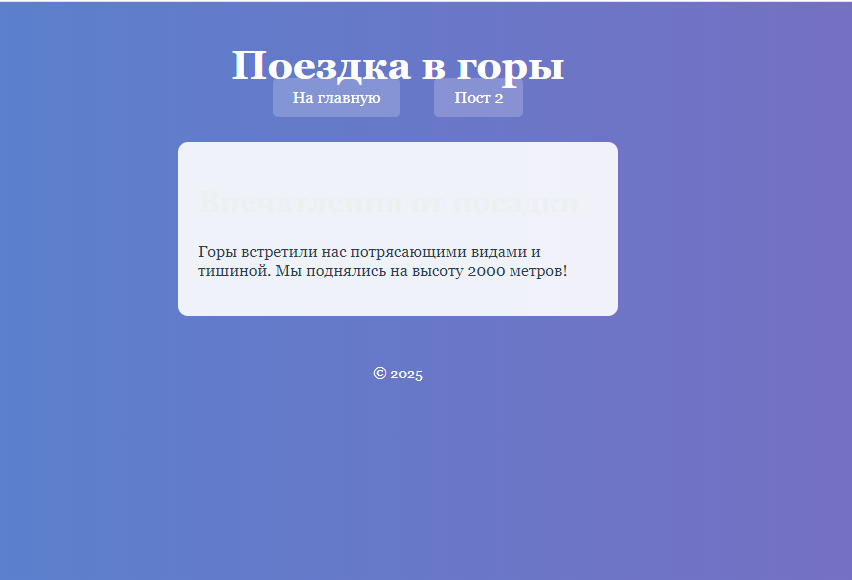 Поездка в горы
На главную
Пост 2
Впечатления от поездки
Горы встретили нас потрясающими видами и
тишиной. Мы поднялись на высоту 2000 метров!
© 2025